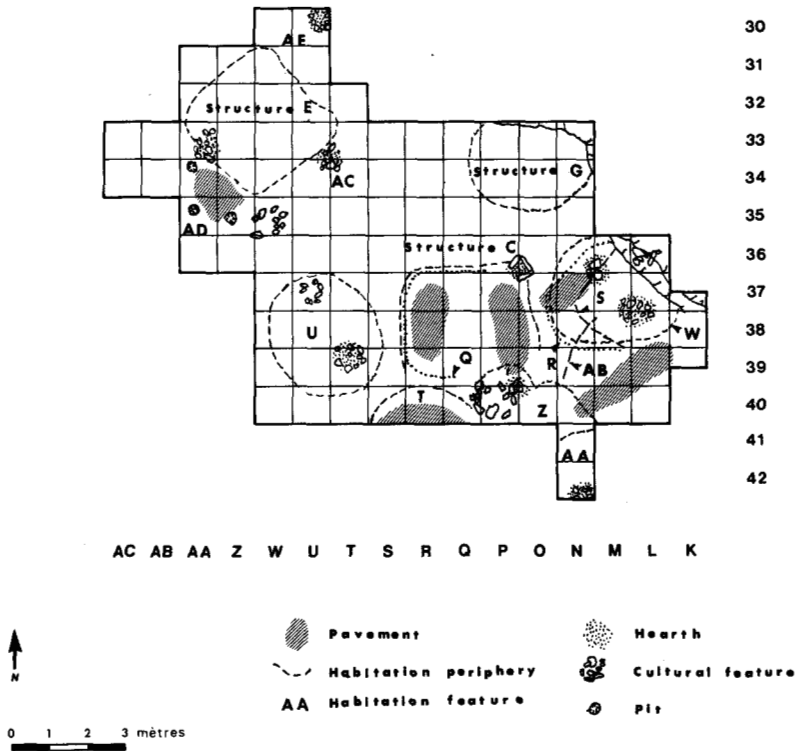 30
AE
31
32
Structure E
33
34
Structure G
AC
35
AD
36
Structure C
37
S
38
U
W
39
Q
R
AB
?
40
T
Z
41
AA
42
AC AB AA Z W U T S R Q P O N M L K
Pavement
Hearth
Habitation periphery
Cultural feature
AA Habitation feature
Pit
N
0 1 2 3 mètres